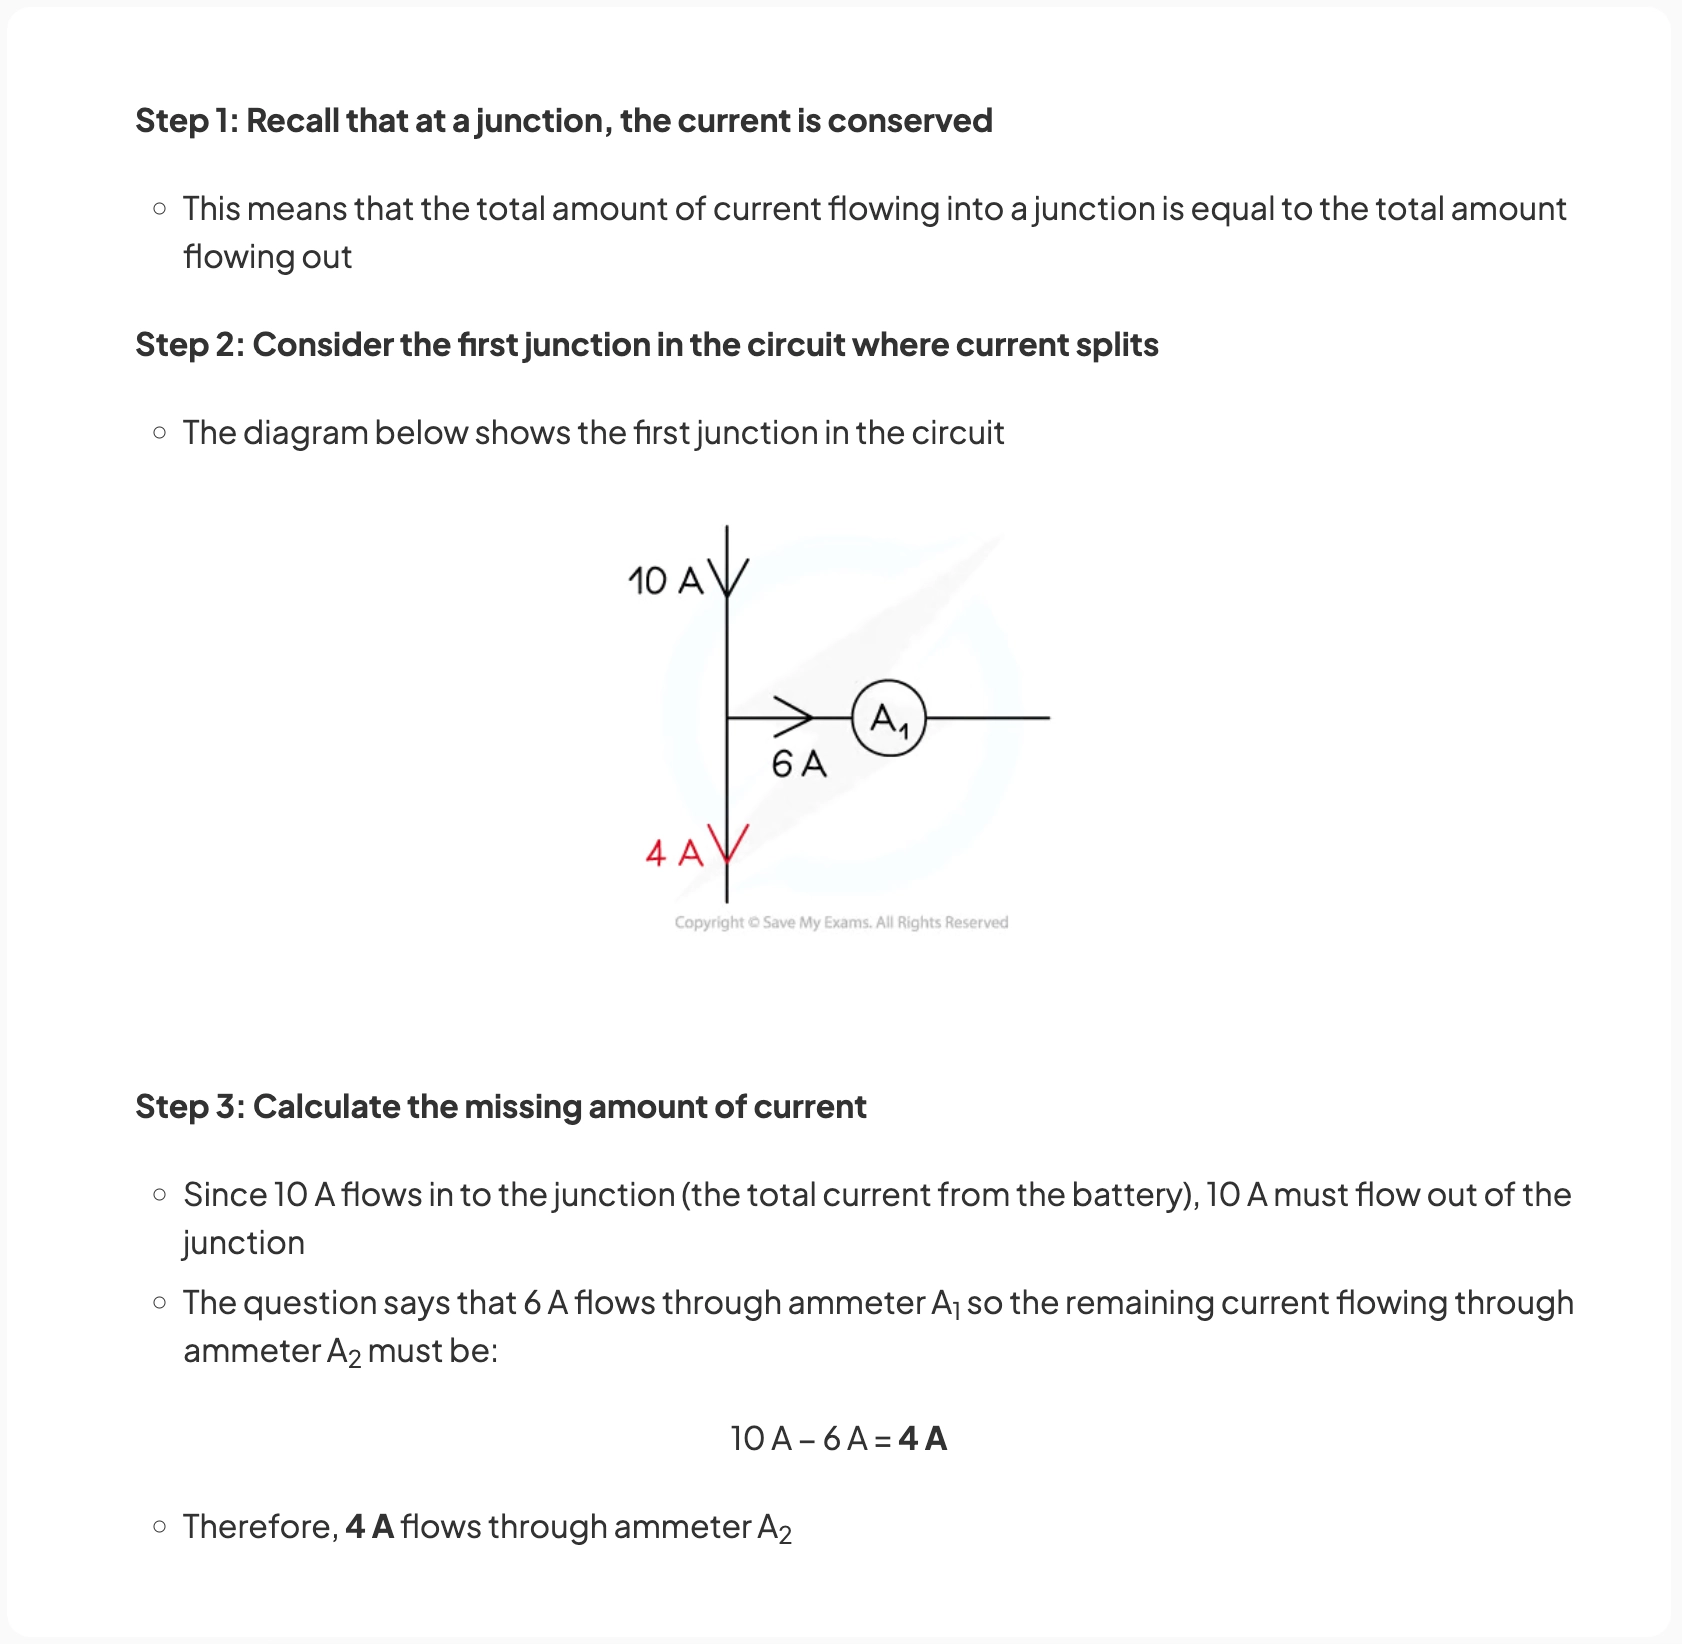 Step 1: Recall that at a junction, the current is conserved
This means that the total amount of current flowing into a junction is equal to the total amount
flowing out
Step 2: Consider the first junction in the circuit where current splits
The diagram below shows the first junction in the circuit
10 A
A₁
6 A
4 A
Copyright © Save My Exams. All Rights Reserved
Step 3: Calculate the missing amount of current
Since 10 A flows in to the junction (the total current from the battery), 10 A must flow out of the
junction
The question says that 6 A flows through ammeter A₁ so the remaining current flowing through
ammeter A₂ must be:
10 A – 6 A = 4 A
Therefore, 4 A flows through ammeter A₂